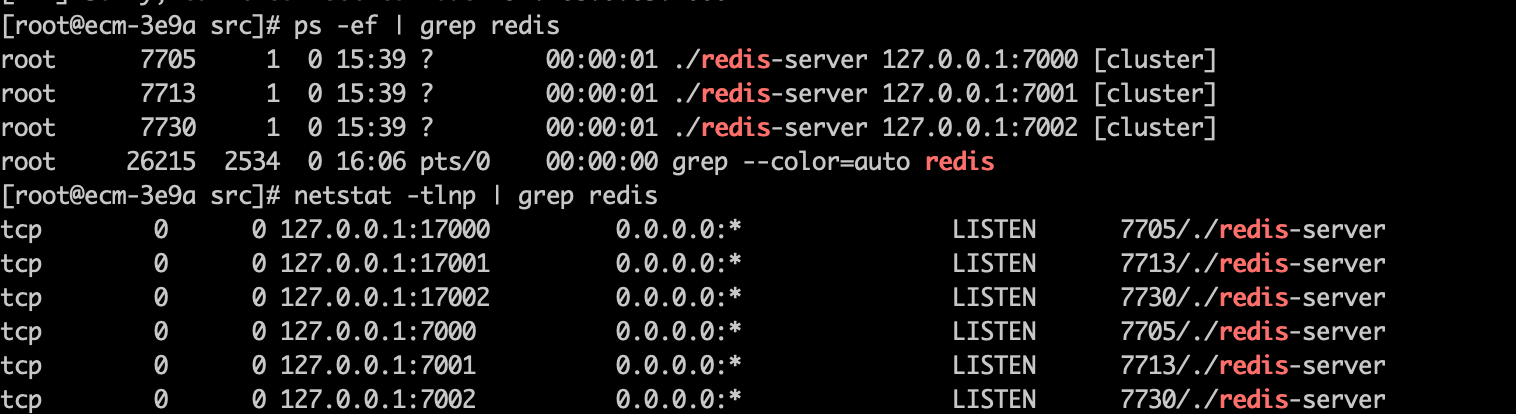 [root@ecm-3e9a src]# ps -ef | grep redis
root      7705     1  0 15:39 ?        00:00:01 ./redis-server 127.0.0.1:7000 [cluster]
root      7713     1  0 15:39 ?        00:00:01 ./redis-server 127.0.0.1:7001 [cluster]
root      7730     1  0 15:39 ?        00:00:01 ./redis-server 127.0.0.1:7002 [cluster]
root     26215  2534  0 16:06 pts/0    00:00:00 grep --color=auto redis
[root@ecm-3e9a src]# netstat -tlnp | grep redis
tcp        0      0 127.0.0.1:17000         0.0.0.0:*               LISTEN      7705/./redis-server
tcp        0      0 127.0.0.1:17001         0.0.0.0:*               LISTEN      7713/./redis-server
tcp        0      0 127.0.0.1:17002         0.0.0.0:*               LISTEN      7730/./redis-server
tcp        0      0 127.0.0.1:7000          0.0.0.0:*               LISTEN      7705/./redis-server
tcp        0      0 127.0.0.1:7001          0.0.0.0:*               LISTEN      7713/./redis-server
tcp        0      0 127.0.0.1:7002          0.0.0.0:*               LISTEN      7730/./redis-server